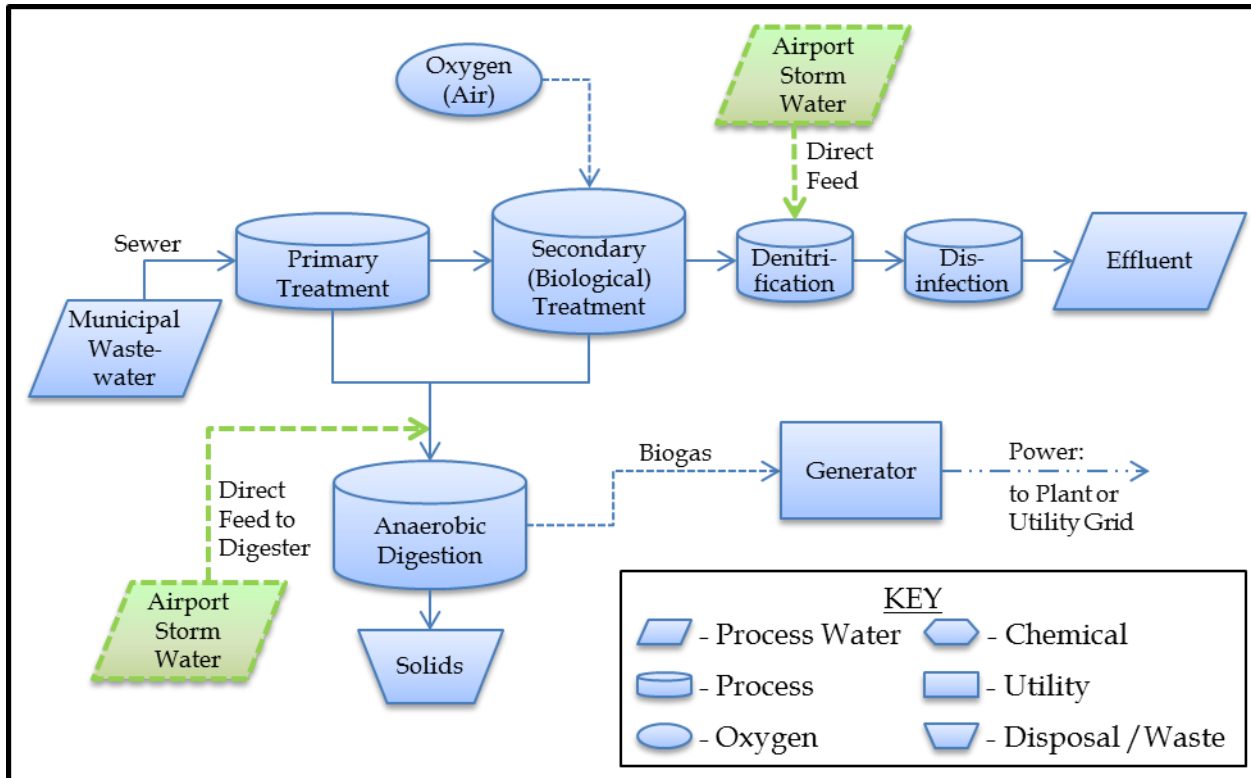 Oxygen
(Air)
Airport
Storm
Water
Direct
Feed
Sewer
Primary
Treatment
Secondary
(Biological)
Treatment
Denitri-
fication
Dis-
infection
Effluent
Municipal
Waste-
water
Direct
Feed to
Digester
Airport
Storm
Water
Anaerobic
Digestion
Biogas
Generator
Power:
to Plant or
Utility Grid
Solids
KEY
- Process Water
- Chemical
- Process
- Utility
- Oxygen
- Disposal /Waste